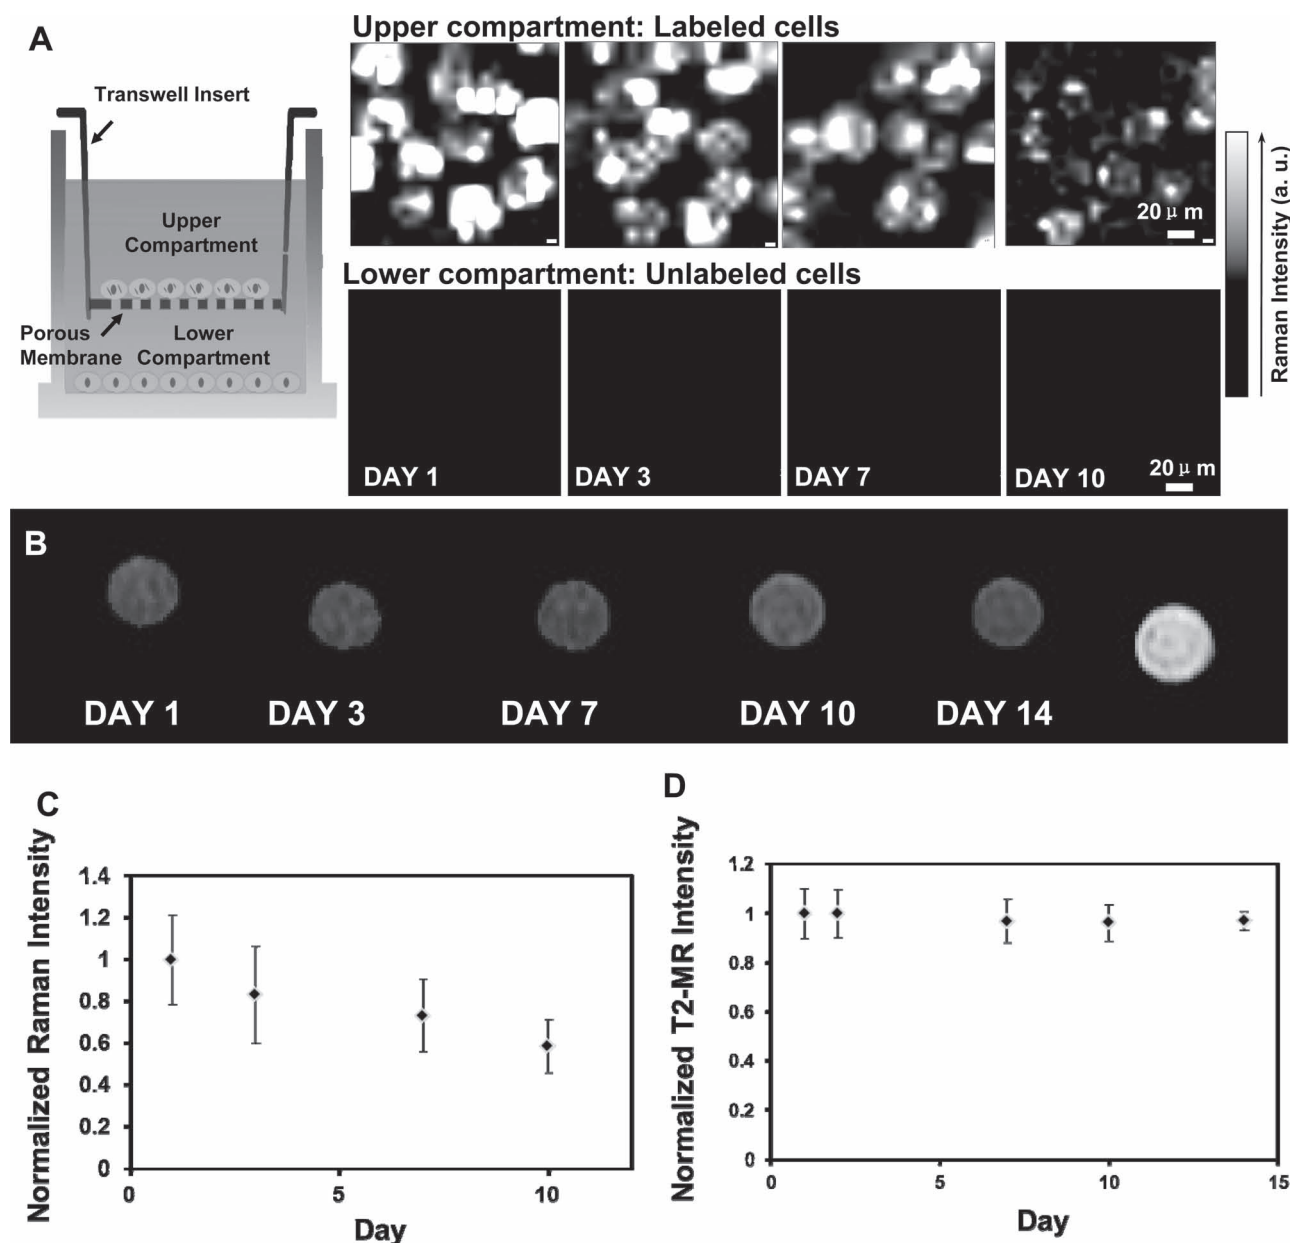 A
Upper compartment: Labeled cells
Transwell Insert
Upper
Compartment
Porous
Membrane
Lower
Compartment
20 μ m
Raman Intensity (a. u.)
Lower compartment: Unlabeled cells
DAY 1
DAY 3
DAY 7
DAY 10
20 μ m
B
DAY 1
DAY 3
DAY 7
DAY 10
DAY 14
C
Normalized Raman Intensity
1.4
1.2
1
0.8
0.6
0.4
0.2
0
0
5
10
Day
D
Normalized T2-MR Intensity
1.2
1
0.8
0.6
0.4
0.2
0
0
5
10
15
Day